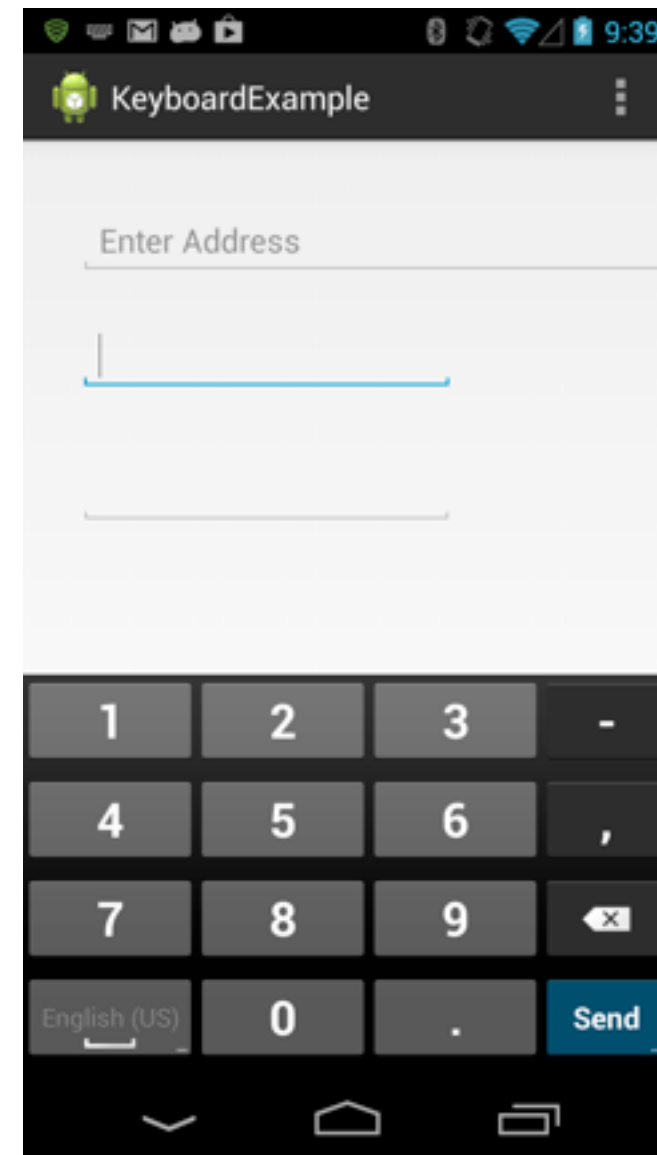 9:39
KeyboardExample
Enter Address
1 2 3 -
4 5 6 ,
7 8 9
English (US) 0 . Send